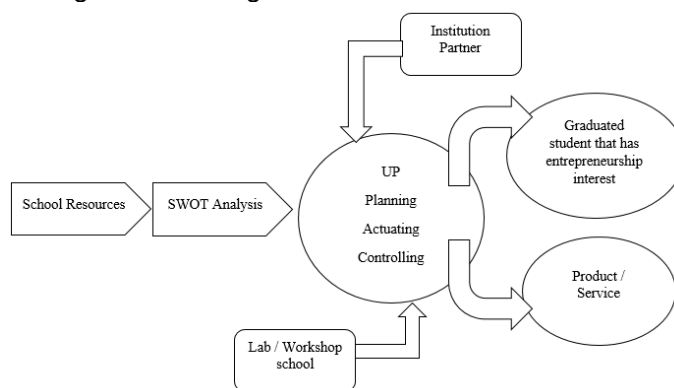 Institution
Partner
Graduated
student that has
entrepreneurship
interest
UP
Planning
School Resources
SWOT Analysis
Actuating
Controlling
Product /
Service
Lab / Workshop
school